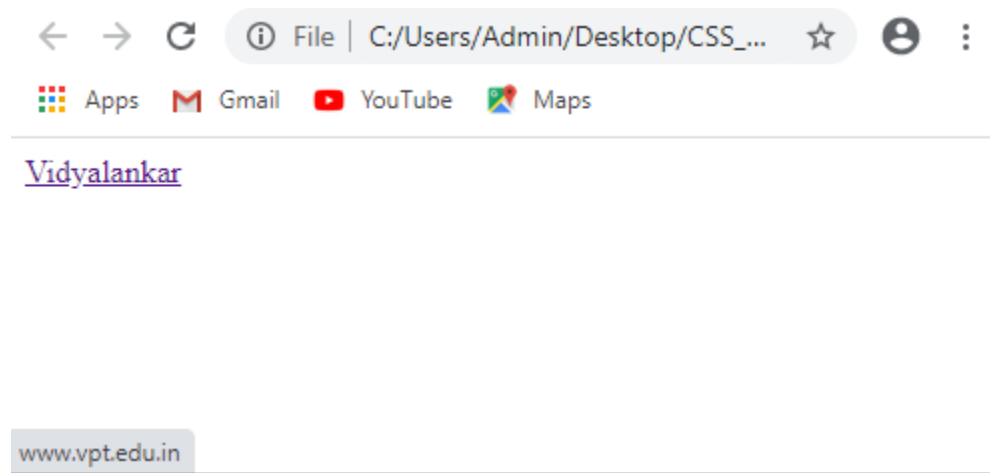 File | C:/Users/Admin/Desktop/CSS_...
Apps Gmail YouTube Maps
Vidyalankar
www.vpt.edu.in